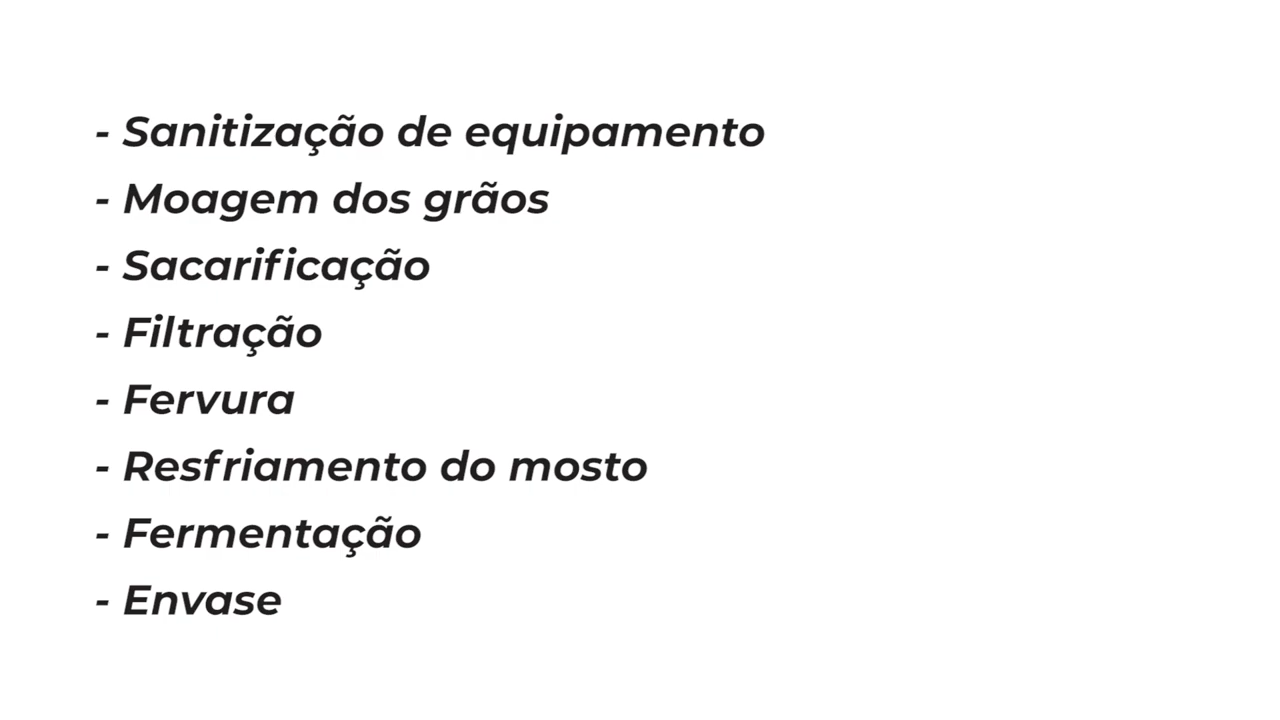 - Sanitização de equipamento
- Moagem dos grãos
- Sacarificação
- Filtração
- Fervura
- Resfriamento do mosto
- Fermentação
- Envase